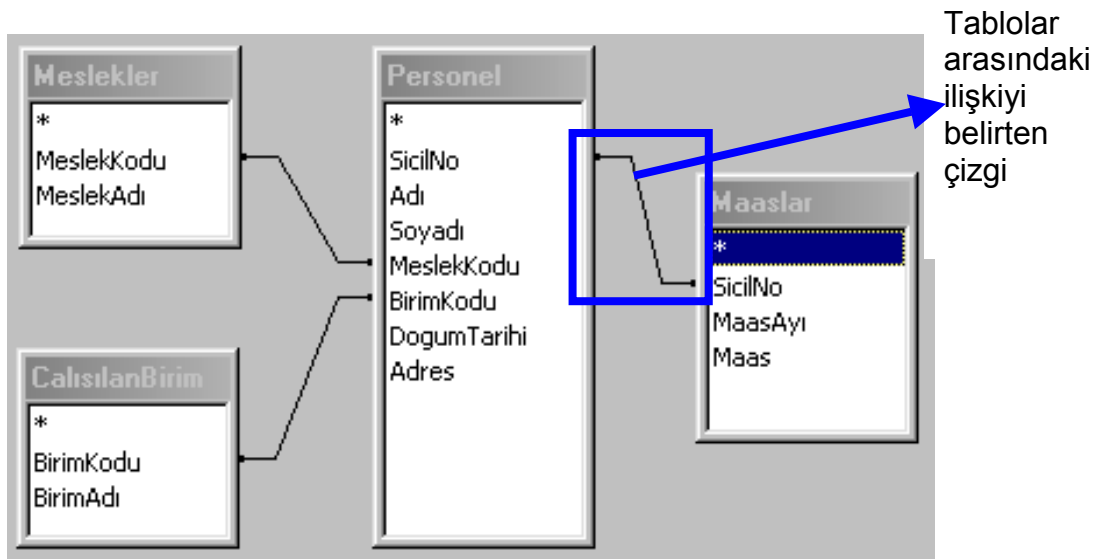 Tablolar
arasındaki
ilişkiyi
belirten
çizgi
Meslekler
*
MeslekKodu
MeslekAdı
Personel
*
SicilNo
Adı
Soyadı
MeslekKodu
BirimKodu
DogumTarihi
Adres
Maaslar
*
SicilNo
MaasAyı
Maas
CalısılanBirim
*
BirimKodu
BirimAdı